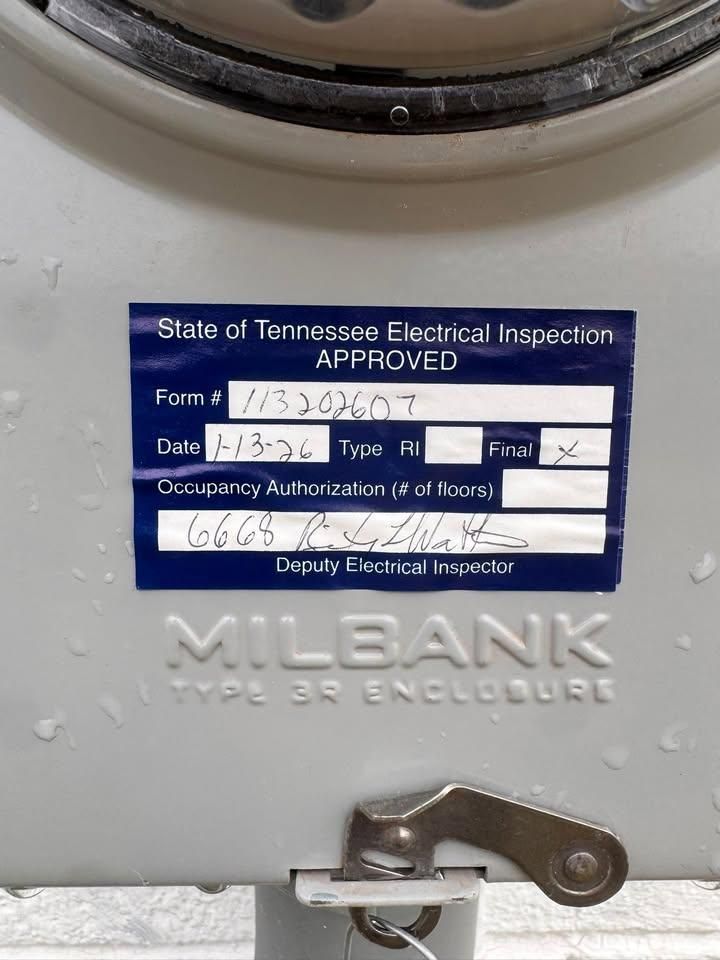 State of Tennessee Electrical Inspection
APPROVED
Form # 113202607
Date 1-13-26 Type RI Final X
Occupancy Authorization (# of floors)
6668
Deputy Electrical Inspector
MILBANK
TYPE 3R ENCLOSURE